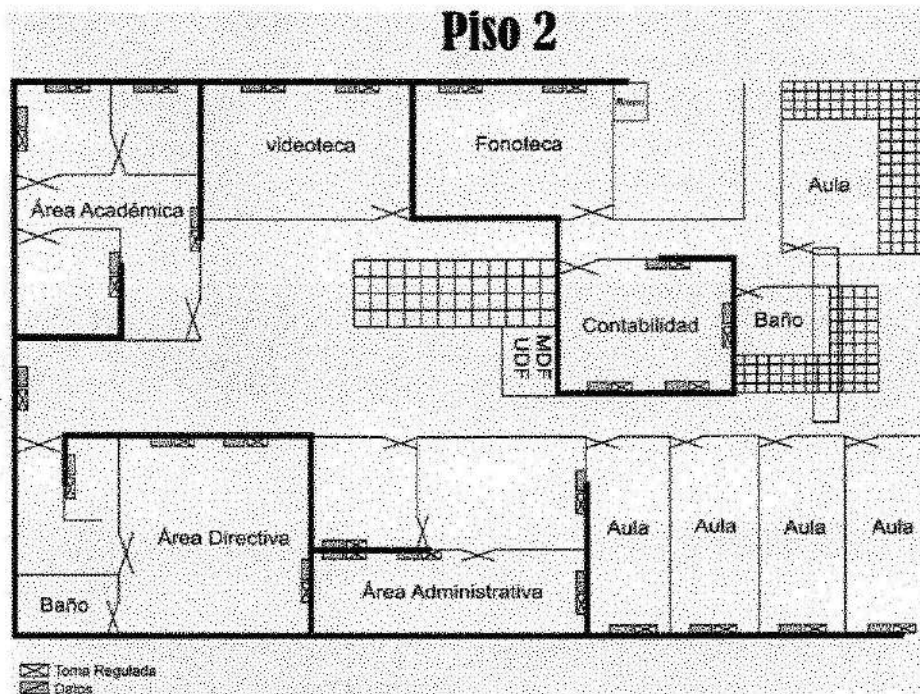 Piso 2
videoteca
Fonoteca
Aula
Área Académica
Contabilidad
Baño
MDF
UDF
Área Directiva
Aula
Aula
Aula
Aula
Área Administrativa
Baño
Toma Regulada
Datos